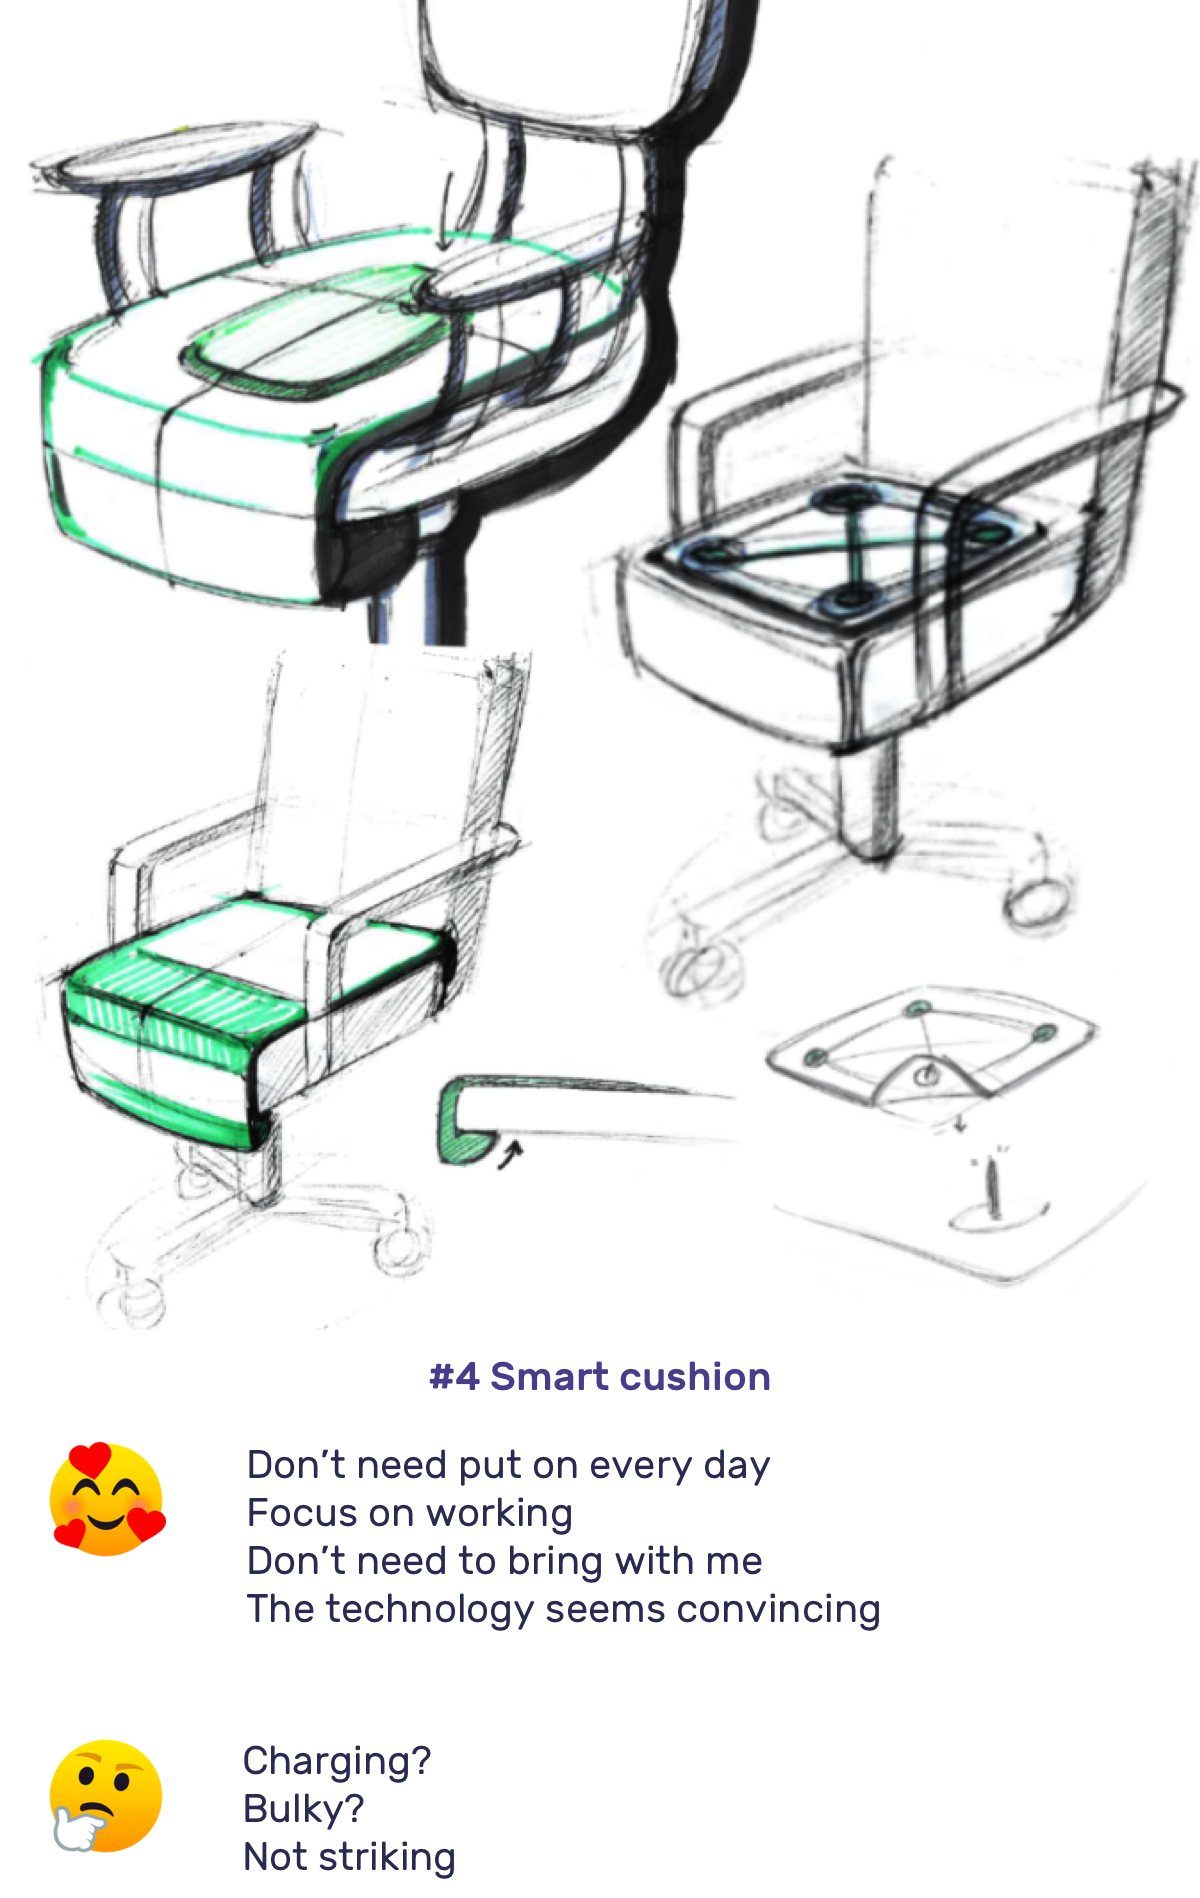 #4 Smart cushion
Don’t need put on every day
Focus on working
Don’t need to bring with me
The technology seems convincing
Charging?
Bulky?
Not striking